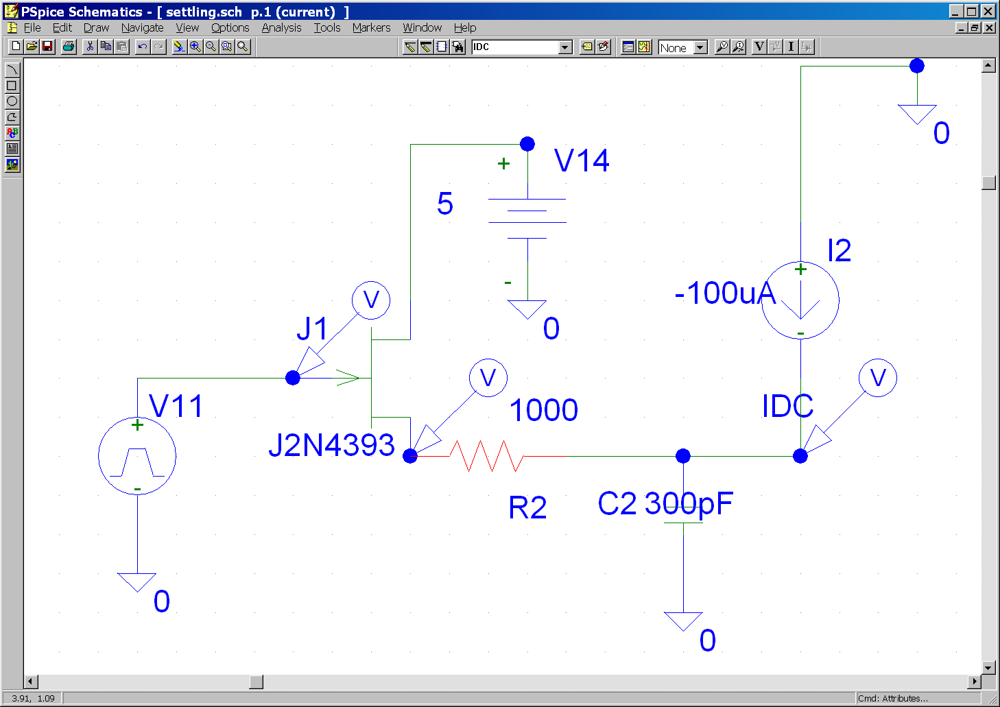 PSpice Schematics - [ settling.sch p.1 (current) ]
File Edit Draw Navigate View Options Analysis Tools Markers Window Help
IDC None V I
ABC
0
V14
+
5
I2
-100uA
+
-
0
V
J1
-
V
V
1000
IDC
V11
+
J2N4393
-
R2
C2 300pF
0
0
3.91, 1.09 Cmd: Attributes...